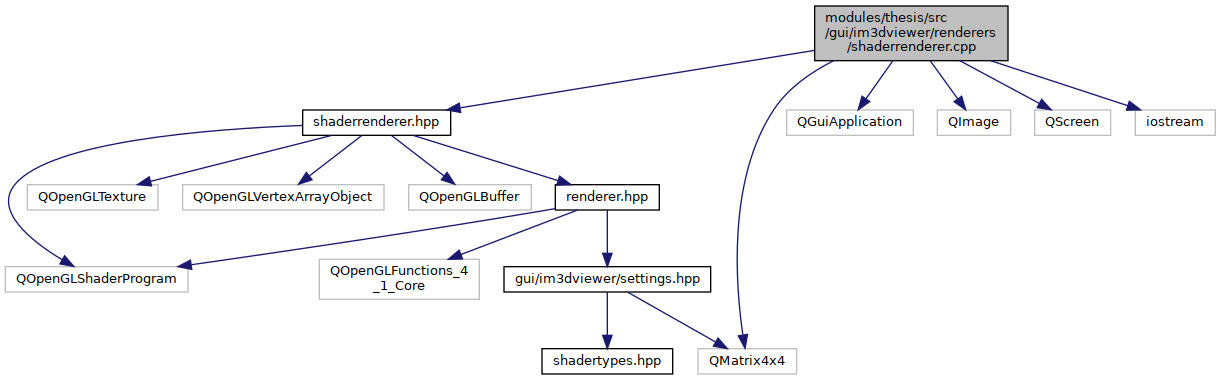 modules/thesis/src
/gui/im3dviewer/renderers
/shaderrenderer.cpp
shaderrenderer.hpp
QGuiApplication
QImage
QScreen
iostream
QOpenGLTexture
QOpenGLVertexArrayObject
QOpenGLBuffer
renderer.hpp
QOpenGLShaderProgram
QOpenGLFunctions_4
_1_Core
gui/im3dviewer/settings.hpp
shadertypes.hpp
QMatrix4x4